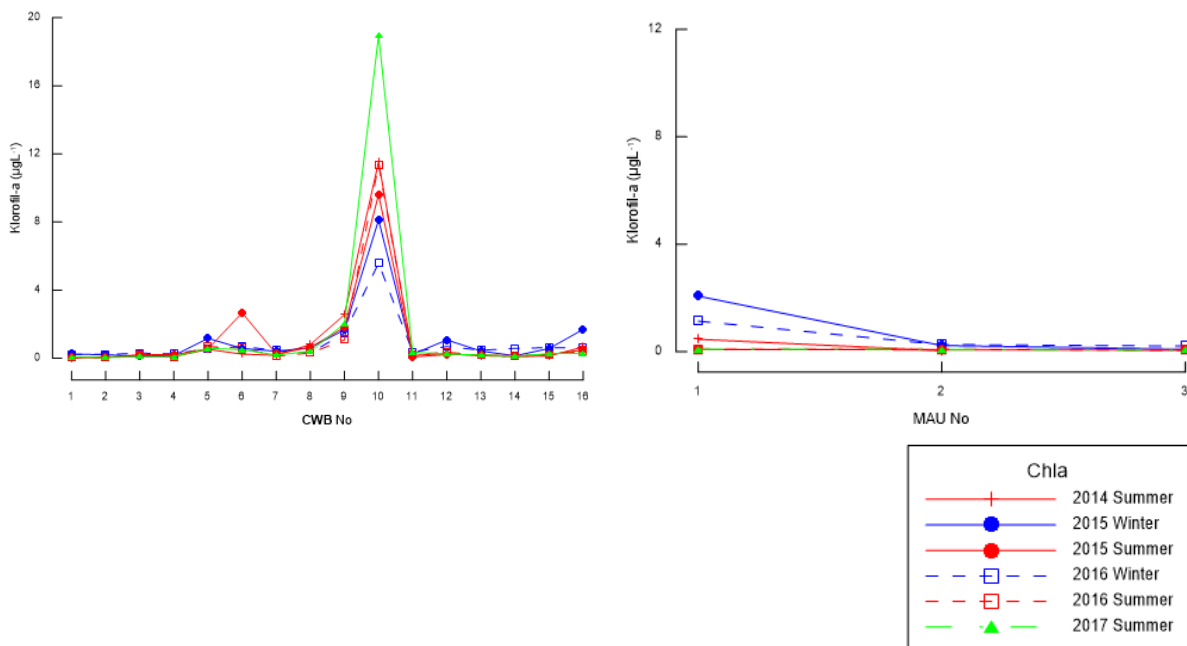 20
16
12
8
4
0
Klorofil-a (µgL⁻¹)
1 2 3 4 5 6 7 8 9 10 11 12 13 14 15 16
CWB No
12
8
4
0
Klorofil-a (µgL⁻¹)
1 2 3
MAU No
Chla
2014 Summer
2015 Winter
2015 Summer
2016 Winter
2016 Summer
2017 Summer